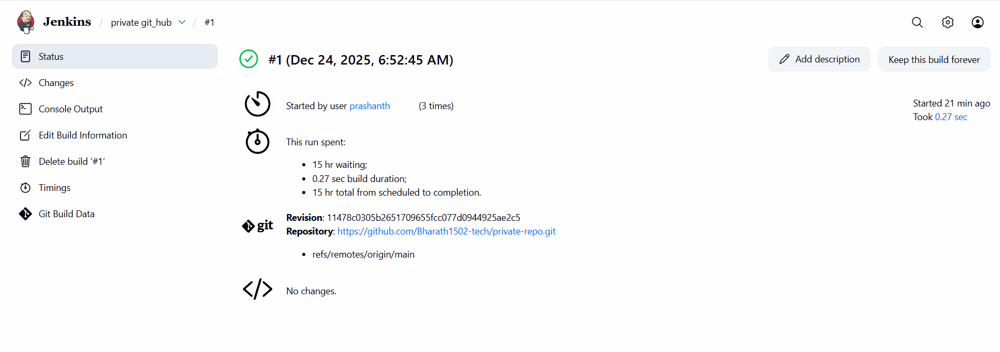 Jenkins / private git_hub / #1
Status
Changes
Console Output
Edit Build Information
Delete build ‘#1’
Timings
Git Build Data
#1 (Dec 24, 2025, 6:52:45 AM)
Add description
Keep this build forever
Started by user prashanth (3 times)
Started 21 min ago
Took 0.27 sec
This run spent:
• 15 hr waiting;
• 0.27 sec build duration;
• 15 hr total from scheduled to completion.
git
Revision: 11478c0305b2651709655fcc077d0944925ae2c5
Repository: https://github.com/Bharath1502-tech/private-repo.git
• refs/remotes/origin/main
No changes.